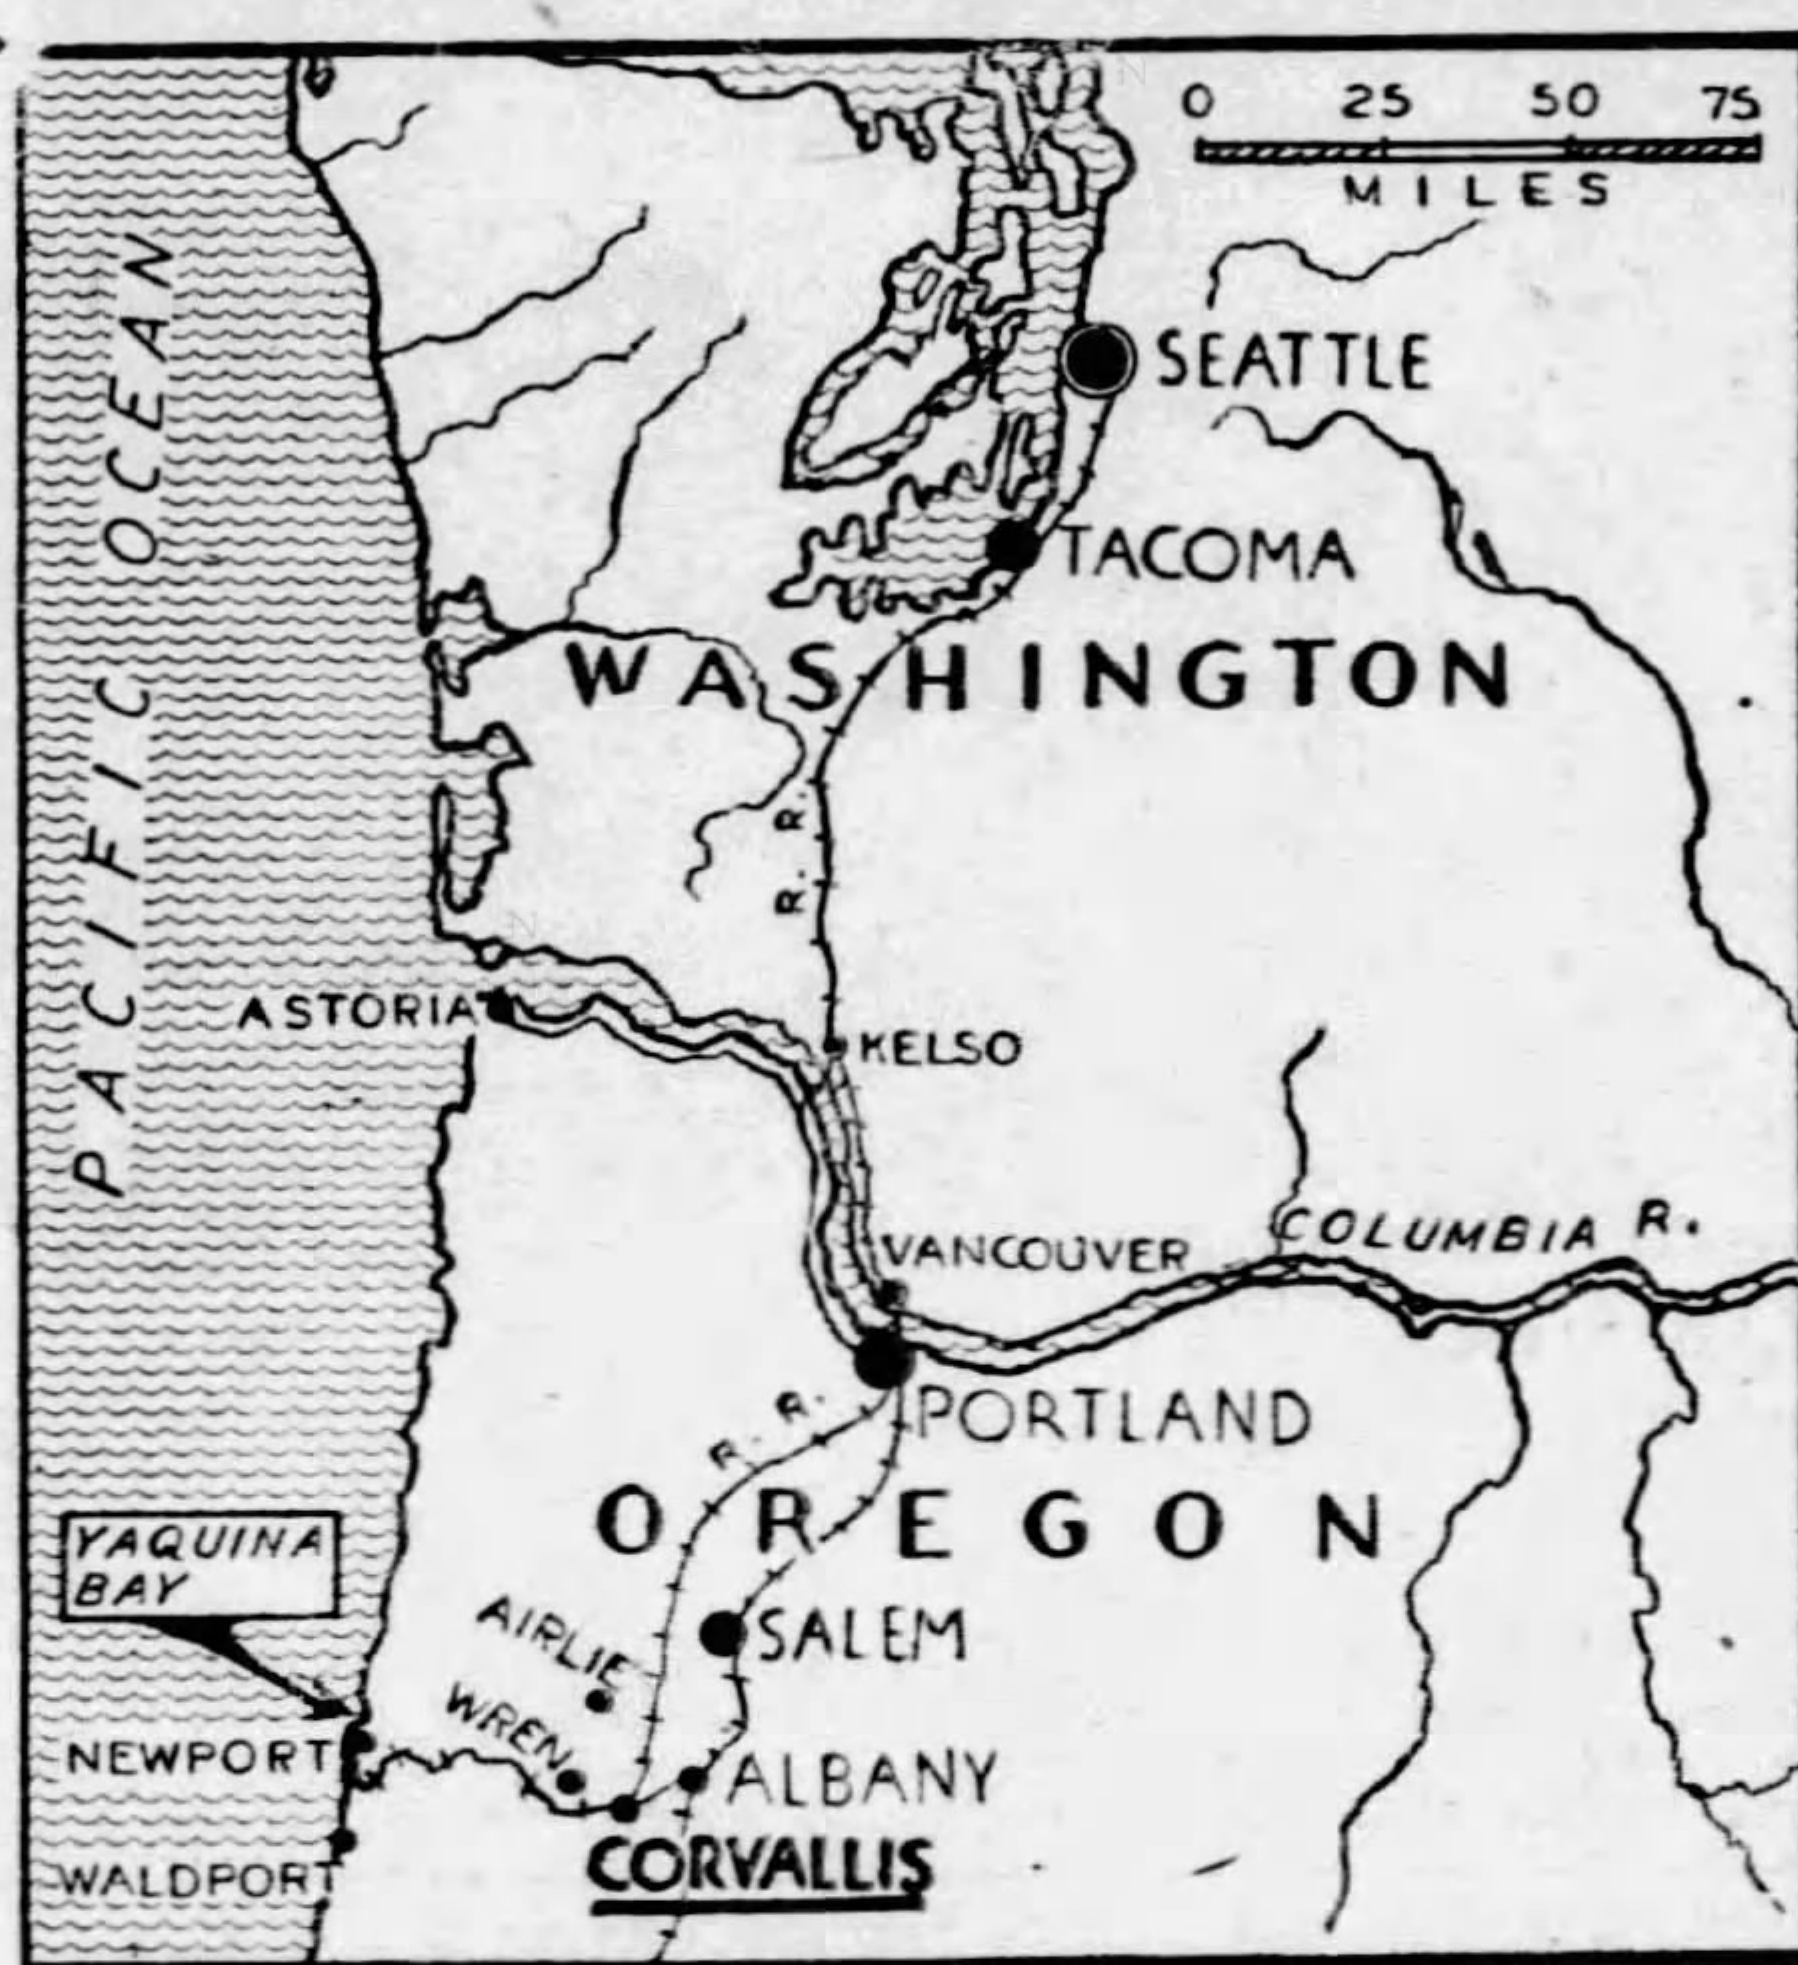 0 25 50 75
MILES
PACIFIC OCEAN
SEATTLE
TACOMA
WASHINGTON
R. R.
ASTORIA
KELSO
VANCOUVER
COLUMBIA R.
PORTLAND
R. R.
OREGON
YAQUINA
BAY
AIRLIE
SALEM
WREN
NEWPORT
ALBANY
CORVALLIS
WALDPORT